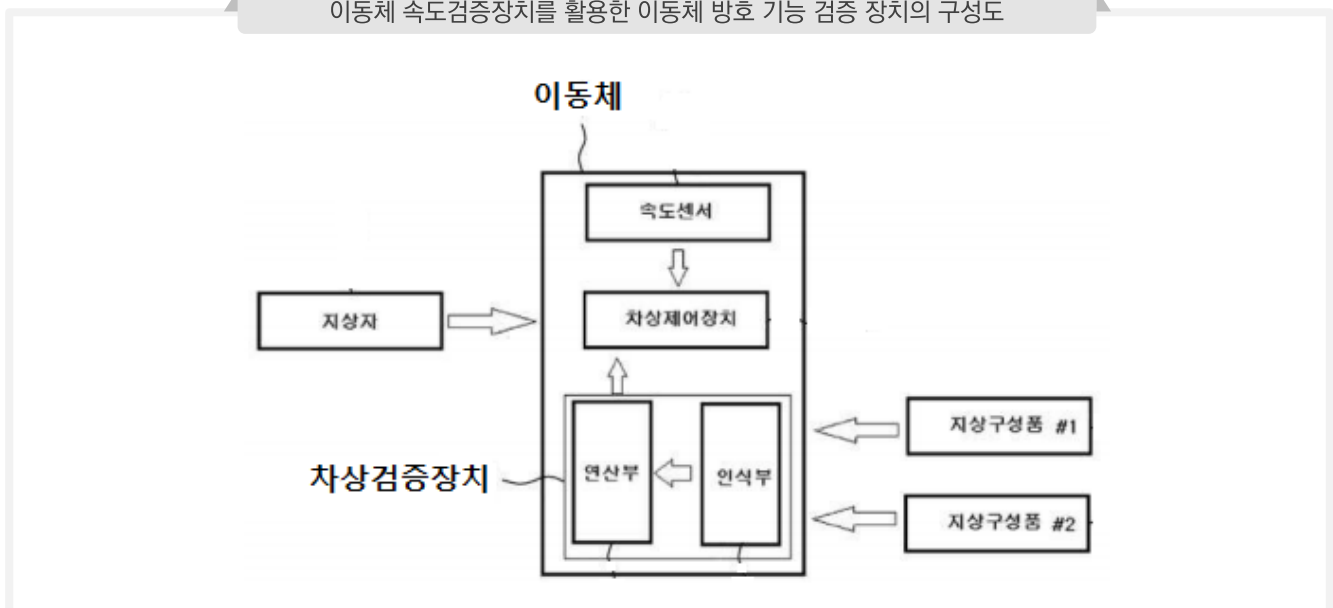 이동체 속도검증장치를 활용한 이동체 방호 기능 검증 장치의 구성도
이동체
속도센서
지상자
차상제어장치
지상구성품 #1
차상검증장치
연산부
인식부
지상구성품 #2